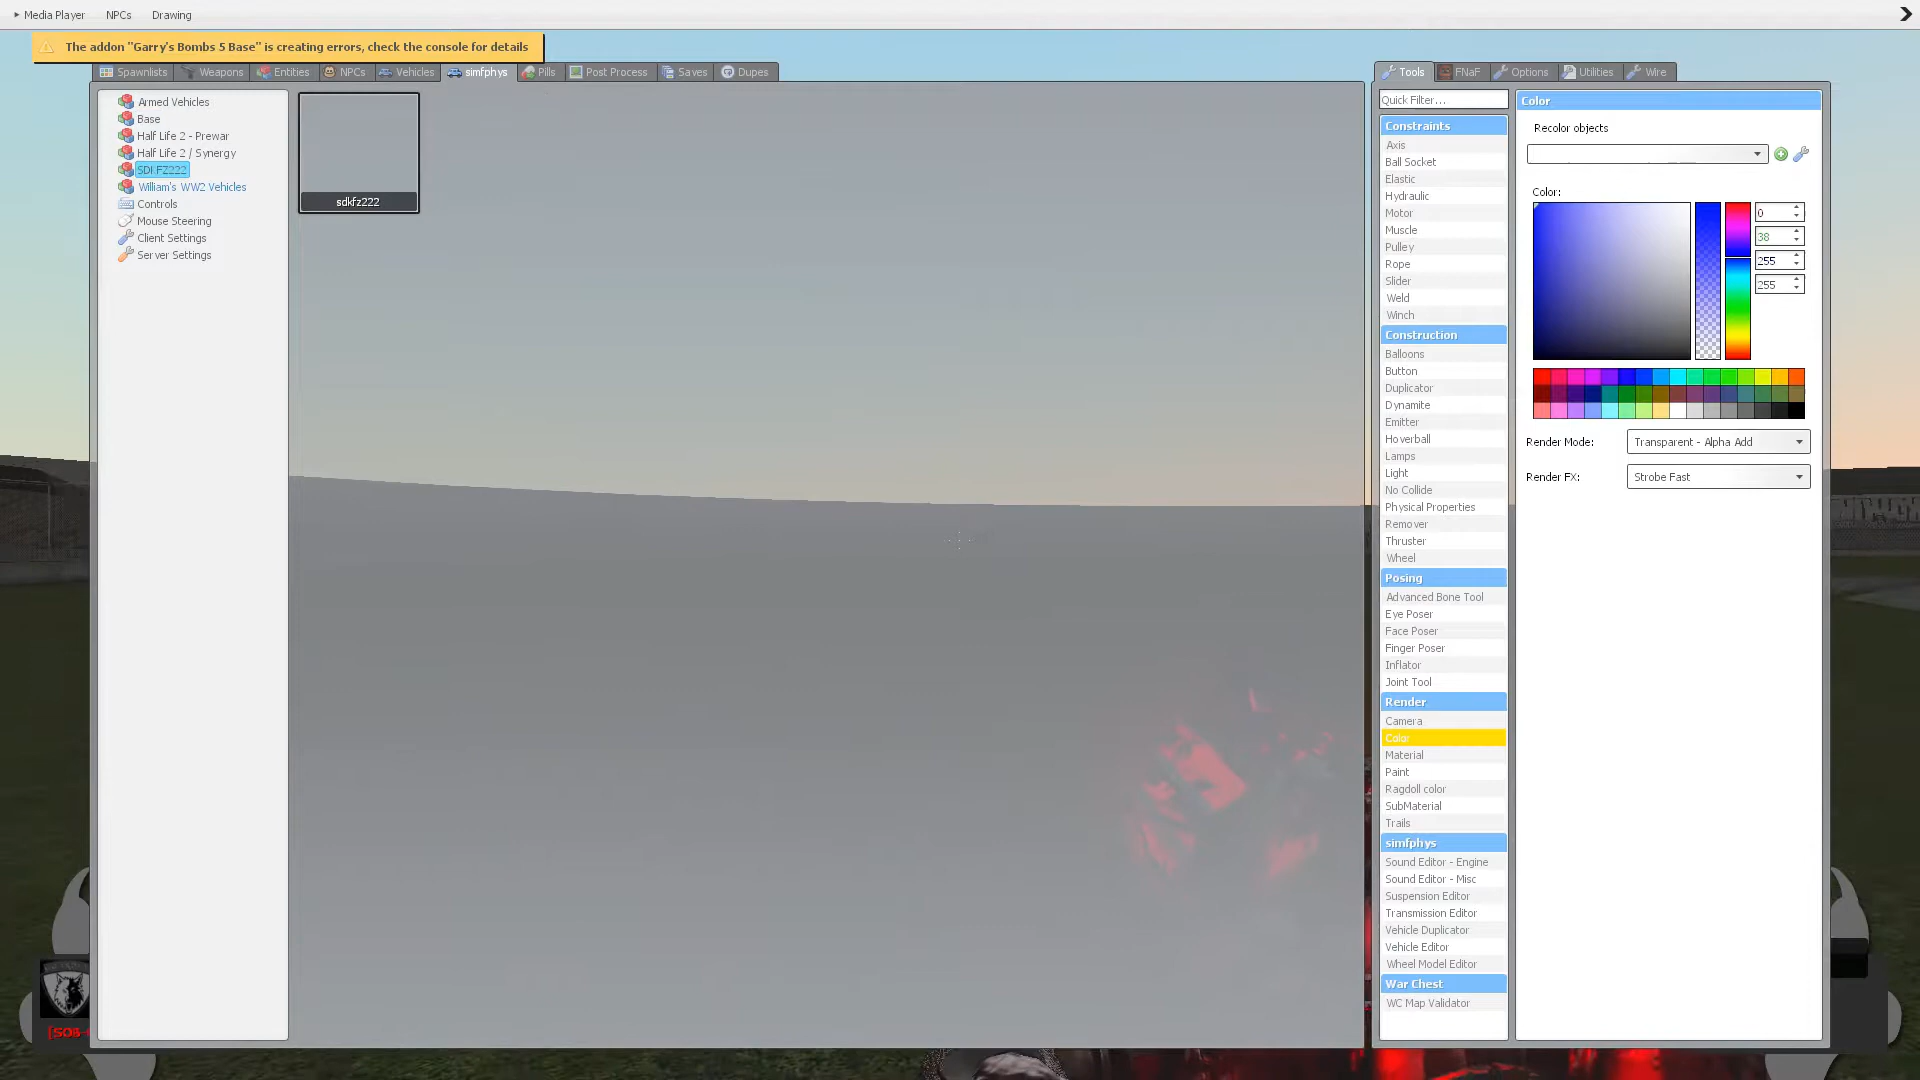 Media Player NPCs Drawing
The addon "Garry's Bombs 5 Base" is creating errors, check the console for details
Spawnlists Weapons Entities NPCs Vehicles simfphys Pills Post Process Saves Dupes
Armed Vehicles
Base
Half Life 2 - Prewar
Half Life 2 / Synergy
SDKFZ222
William's WW2 Vehicles
Controls
Mouse Steering
Client Settings
Server Settings
sdkfz222
Tools FNaF Options Utilities Wire
Quick Filter...
Constraints
Axis
Ball Socket
Elastic
Hydraulic
Motor
Muscle
Pulley
Rope
Slider
Weld
Winch
Construction
Balloons
Button
Duplicator
Dynamite
Emitter
Hoverball
Lamps
Light
No Collide
Physical Properties
Remover
Thruster
Wheel
Posing
Advanced Bone Tool
Eye Poser
Face Poser
Finger Poser
Inflator
Joint Tool
Render
Camera
Color
Material
Paint
Ragdoll color
SubMaterial
Trails
simfphys
Sound Editor - Engine
Sound Editor - Misc
Suspension Editor
Transmission Editor
Vehicle Duplicator
Vehicle Editor
Wheel Model Editor
War Chest
WC Map Validator
Color
Recolor objects
Color:
0
38
255
255
Render Mode: Transparent - Alpha Add
Render FX: Strobe Fast
[SOB-